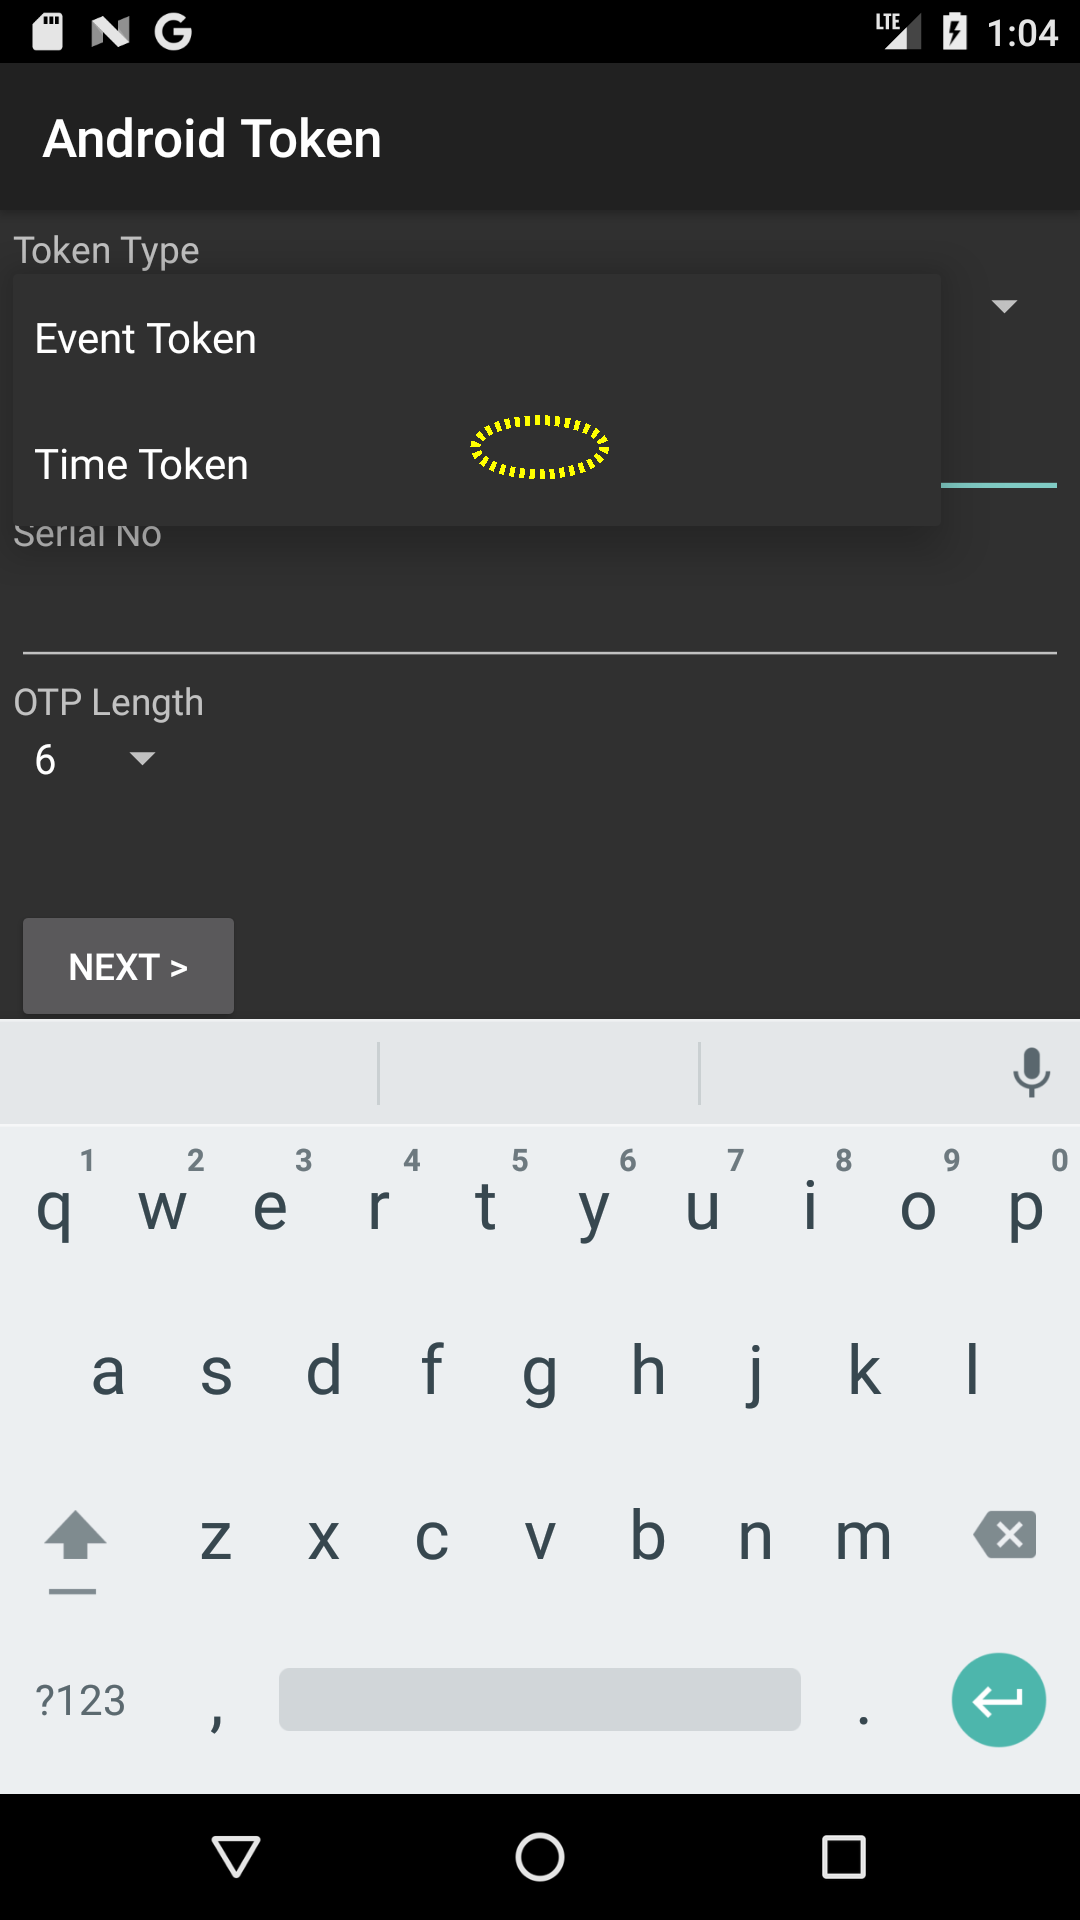 LTE 1:04
Android Token
Token Type
Event Token
Time Token
Serial No
OTP Length
6
NEXT >
1 2 3 4 5 6 7 8 9 0
q w e r t y u i o p
a s d f g h j k l
z x c v b n m
?123 , .